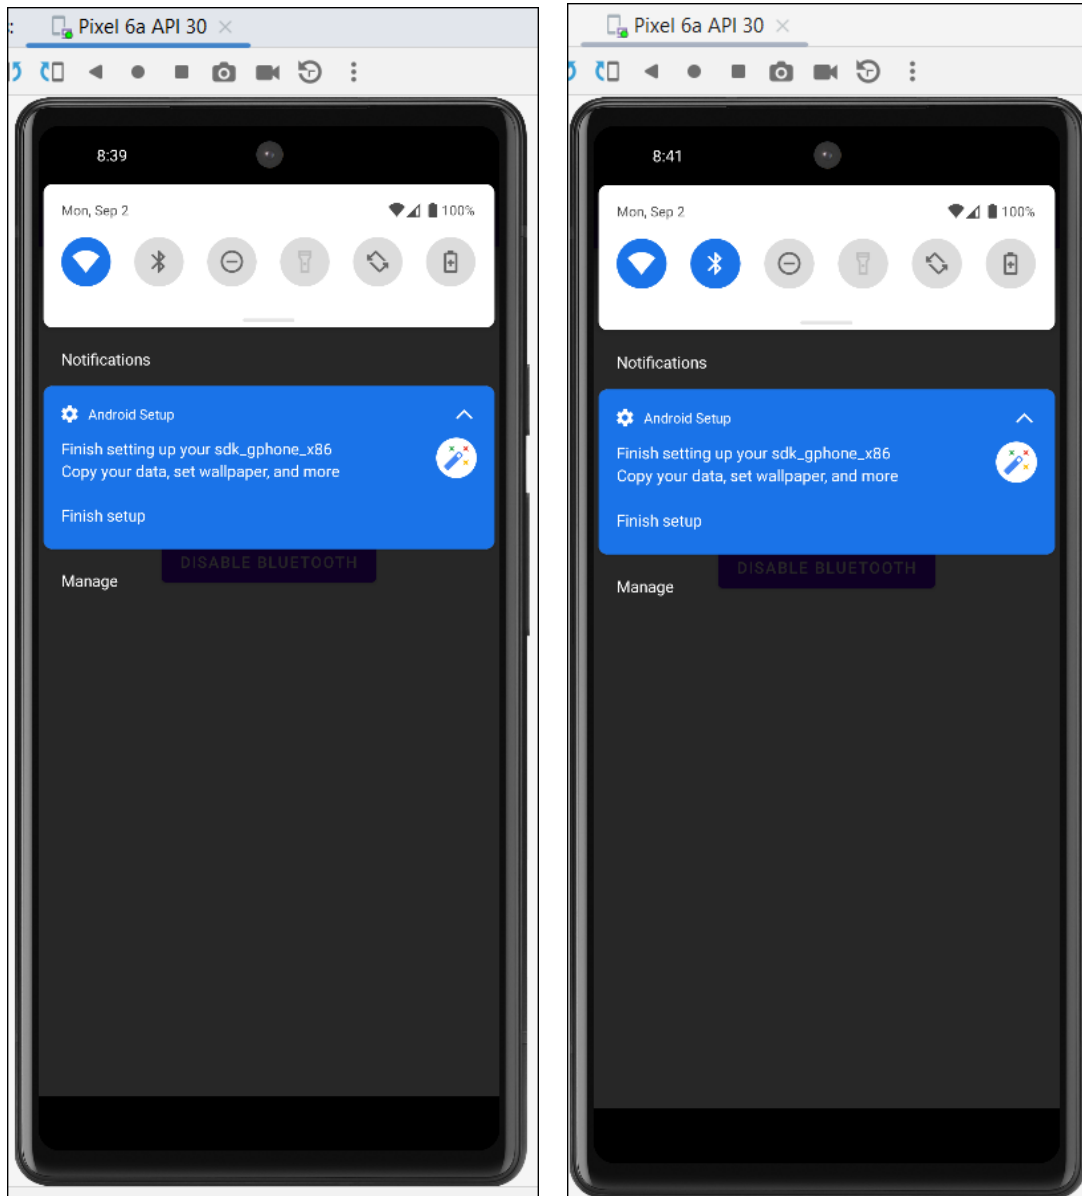 Pixel 6a API 30
8:39
Mon, Sep 2
100%
Notifications
Android Setup
Finish setting up your sdk_gphone_x86
Copy your data, set wallpaper, and more
Finish setup
DISABLE BLUETOOTH
Manage
Pixel 6a API 30
8:41
Mon, Sep 2
100%
Notifications
Android Setup
Finish setting up your sdk_gphone_x86
Copy your data, set wallpaper, and more
Finish setup
DISABLE BLUETOOTH
Manage